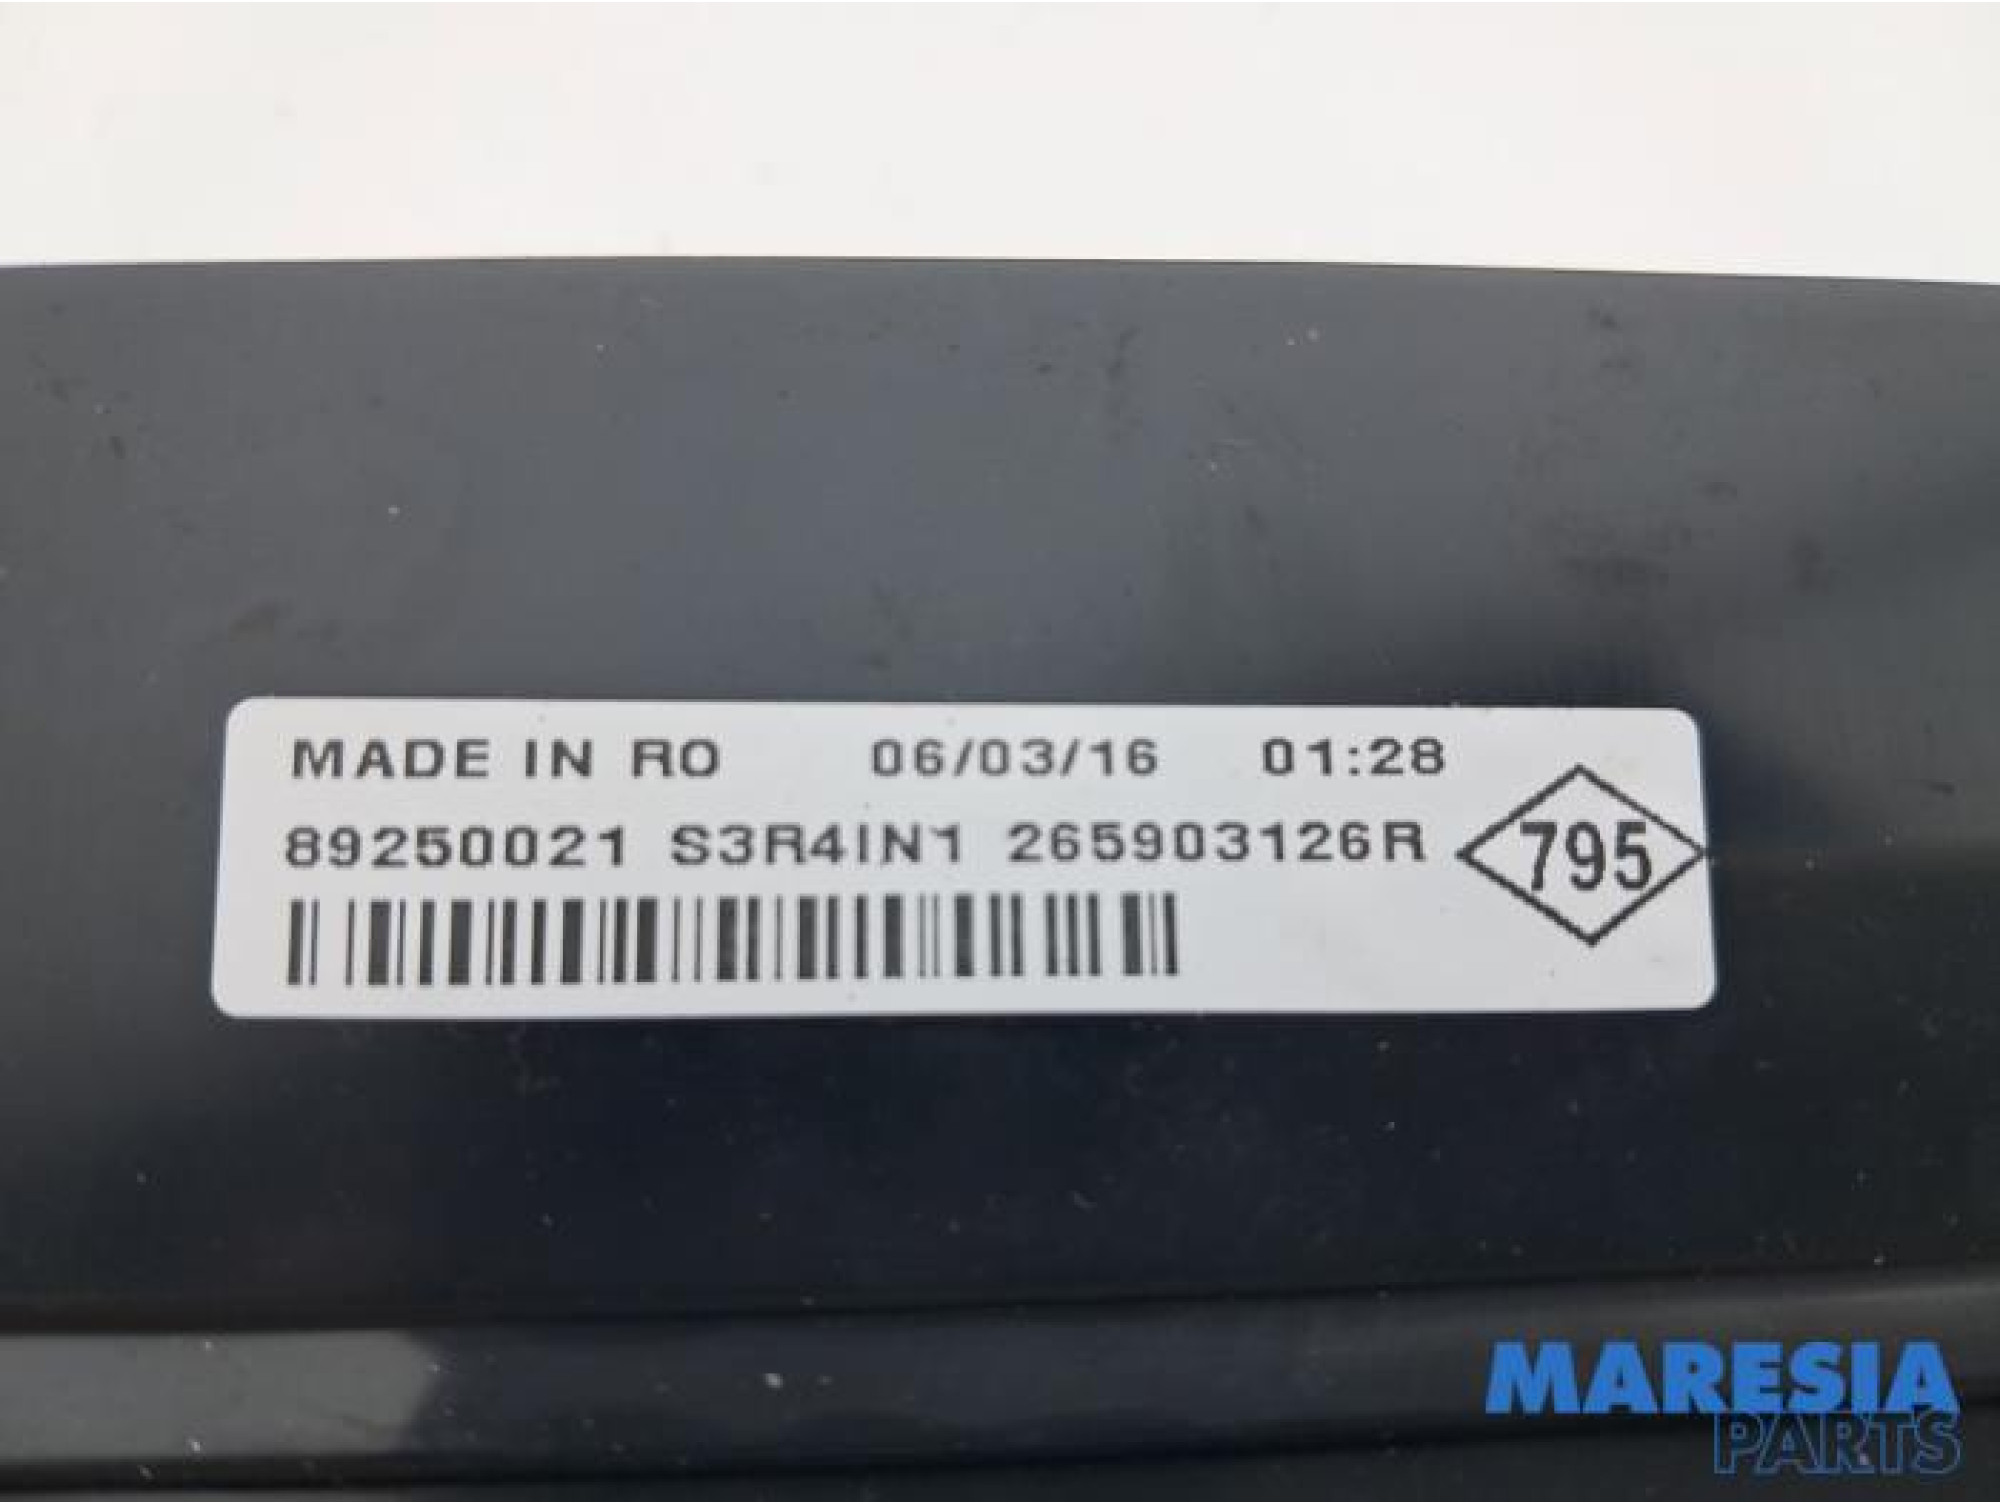 MADE IN RO 06/03/16 01:28
89250021 S3R4IN1 265903126R
795
MARESIA
PARTS